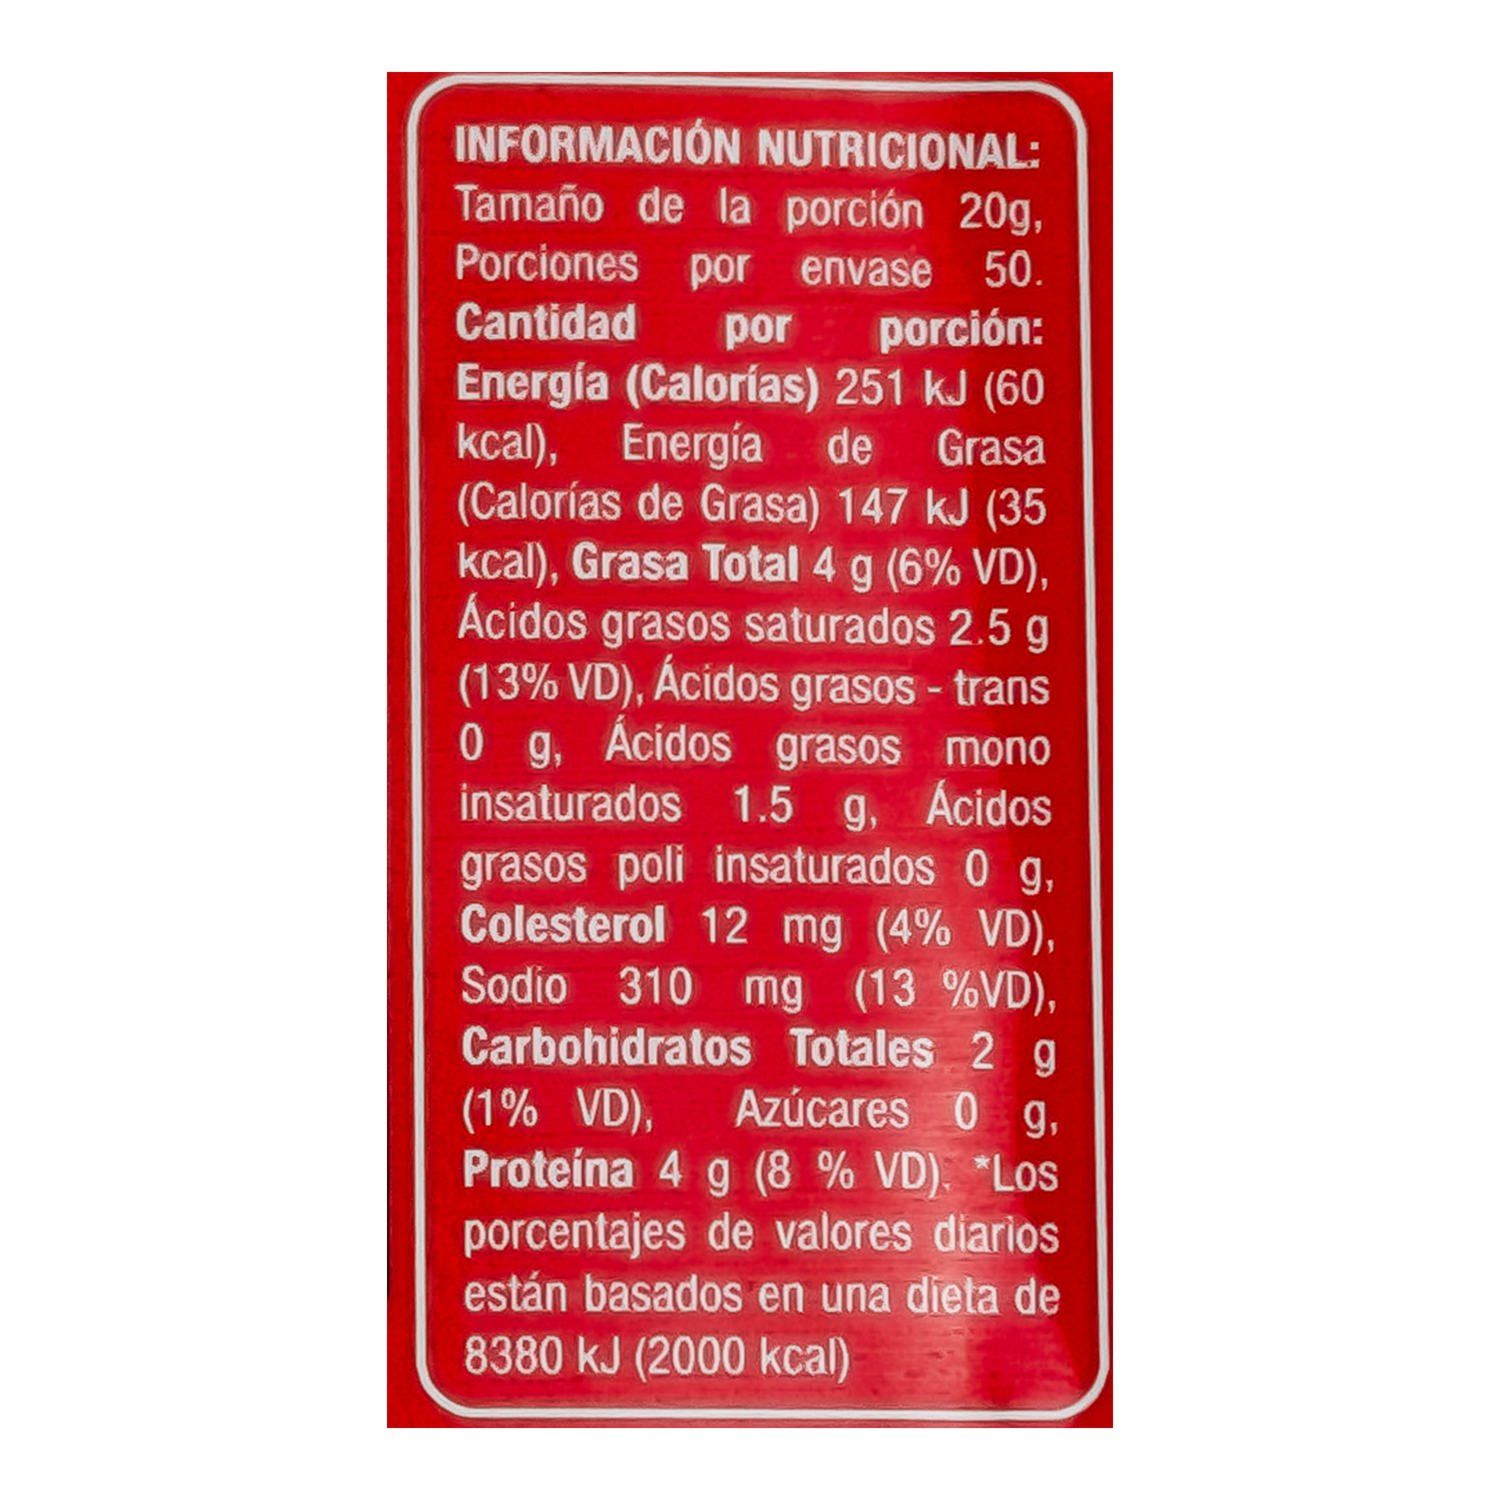 INFORMACIÓN NUTRICIONAL:
Tamaño de la porción 20g,
Porciones por envase 50.
Cantidad por porción:
Energía (Calorías) 251 kJ (60
kcal), Energía de Grasa
(Calorías de Grasa) 147 kJ (35
kcal), Grasa Total 4 g (6% VD),
Ácidos grasos saturados 2.5 g
(13% VD), Ácidos grasos - trans
0 g, Ácidos grasos mono
insaturados 1.5 g, Ácidos
grasos poli insaturados 0 g,
Colesterol 12 mg (4% VD),
Sodio 310 mg (13 %VD),
Carbohidratos Totales 2 g
(1% VD), Azúcares 0 g,
Proteína 4 g (8 % VD). *Los
porcentajes de valores diarios
están basados en una dieta de
8380 kJ (2000 kcal)